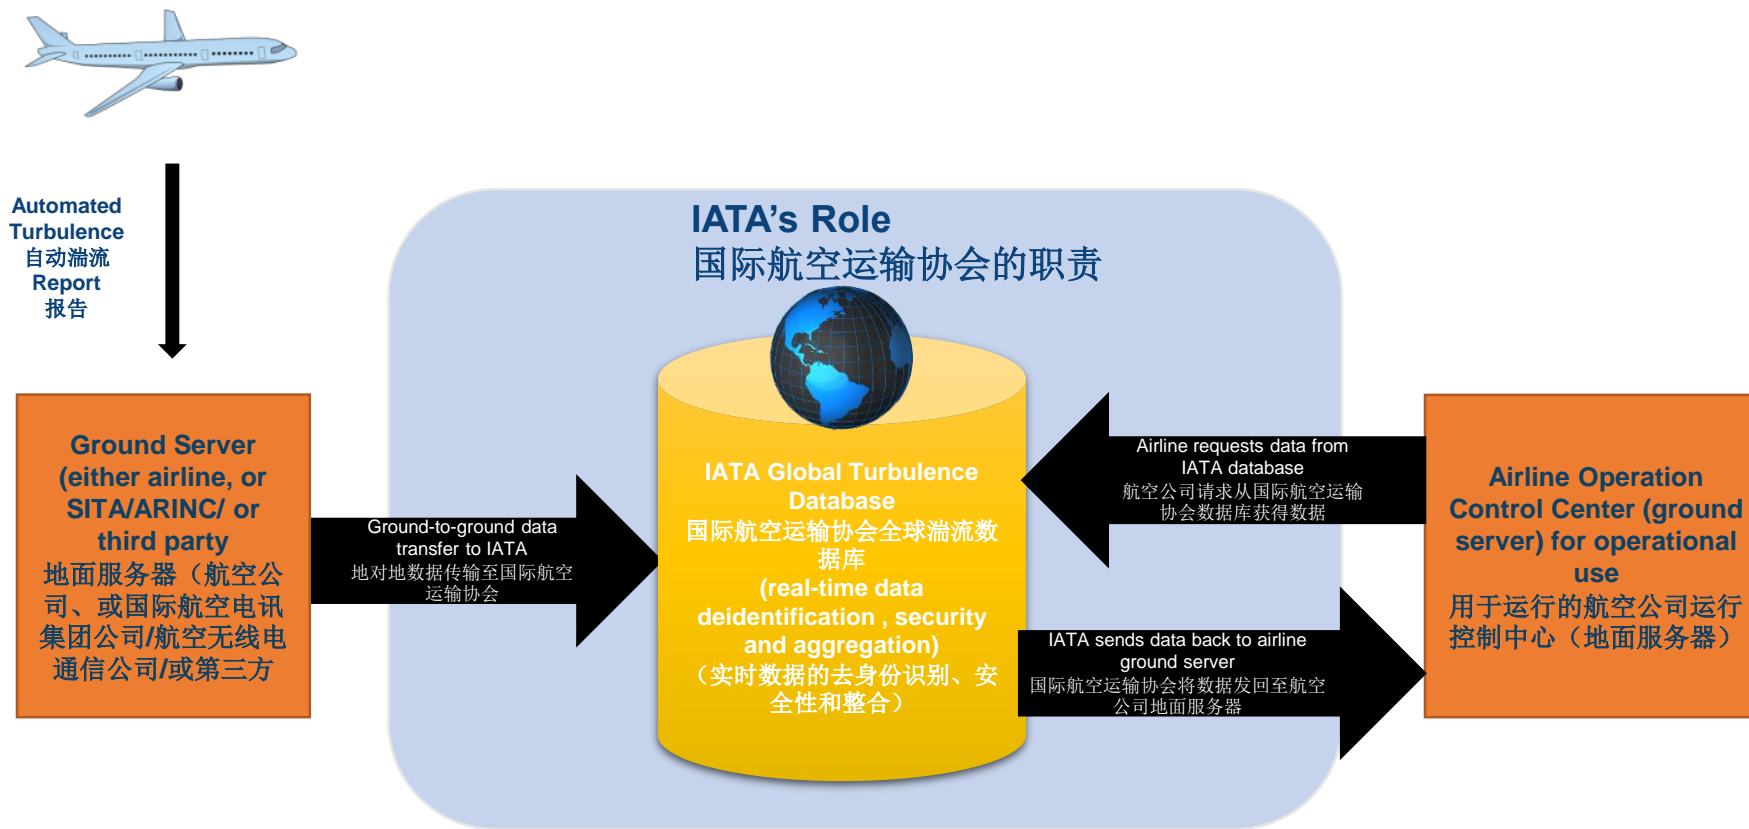 Automated
Turbulence
自动湍流
Report
报告
IATA’s Role
国际航空运输协会的职责
Ground Server
(either airline, or
SITA/ARINC/ or
third party
地面服务器（航空公
司、或国际航空电讯
集团公司/航空无线电
通信公司/或第三方
Ground-to-ground data
transfer to IATA
地对地数据传输至国际航空
运输协会
IATA Global Turbulence
Database
国际航空运输协会全球湍流数
据库
(real-time data
deidentification , security
and aggregation)
（实时数据的去身份识别、安
全性和整合）
Airline requests data from
IATA database
航空公司请求从国际航空运输
协会数据库获得数据
IATA sends data back to airline
ground server
国际航空运输协会将数据发回至航空
公司地面服务器
Airline Operation
Control Center (ground
server) for operational
use
用于运行的航空公司运行
控制中心（地面服务器）